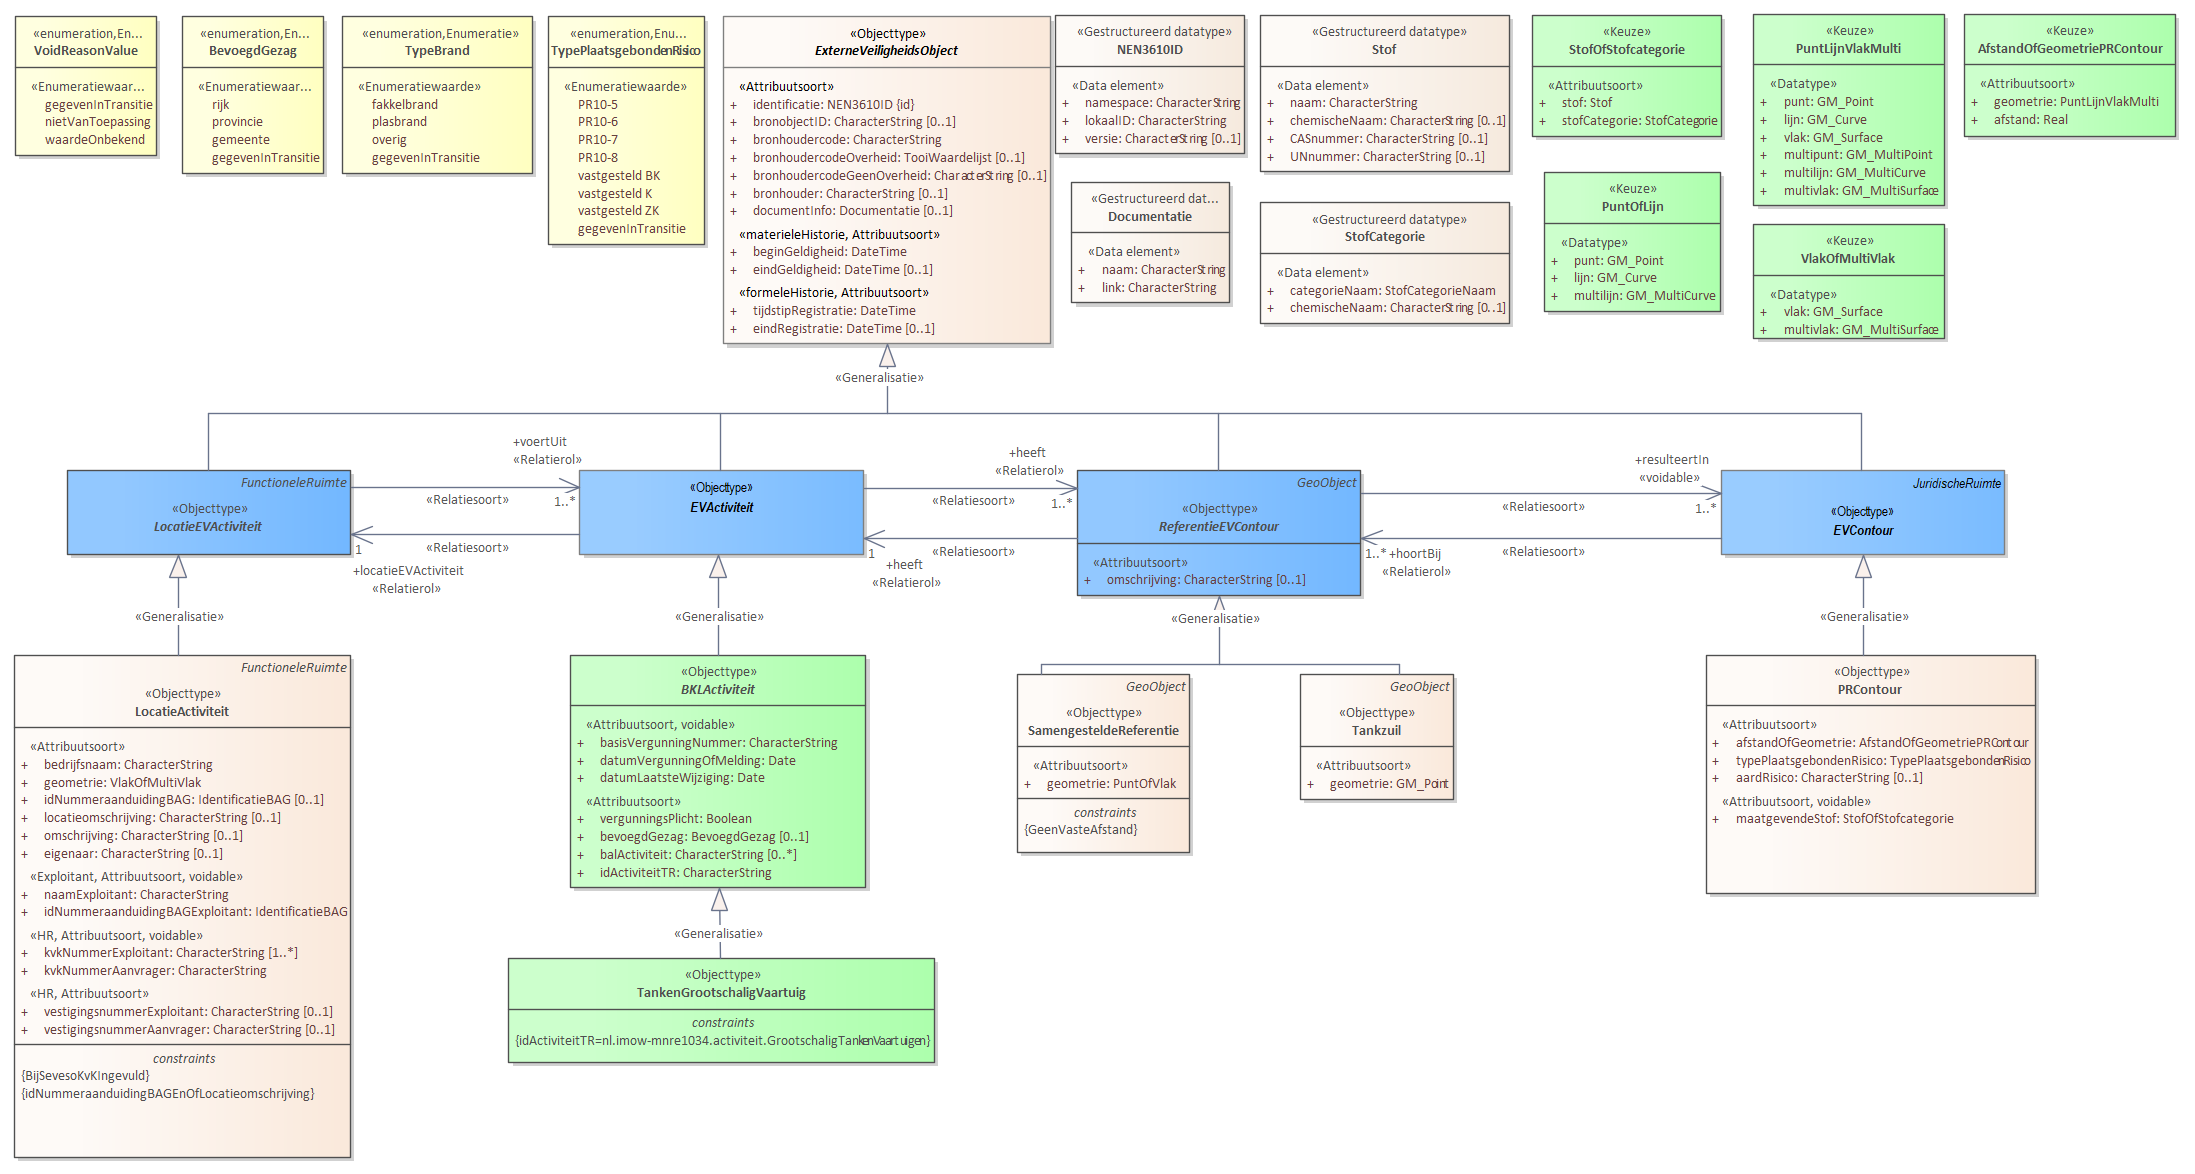 «enumeration,En...
VoidReasonValue
«Enumeratiewaar...
gegevenInTransitie
nietVanToepassing
waardeOnbekend
«enumeration,En...
BevoegdGezag
«Enumeratiewaar...
rijk
provincie
gemeente
gegevenInTransitie
«enumeration,Enumeratie»
TypeBrand
«Enumeratiewaarde»
fakkelbrand
plasbrand
overig
gegevenInTransitie
«enumeration,Enu...
TypePlaatsgebondenRisico
«Enumeratiewaarde»
PR10-5
PR10-6
PR10-7
PR10-8
vastgesteld BK
vastgesteld K
vastgesteld ZK
gegevenInTransitie
«Objecttype»
ExterneVeiligheidsObject
«Attribuutsoort»
+ identificatie: NEN3610ID {id}
+ bronobjectID: CharacterString [0..1]
+ bronhoudercode: CharacterString
+ bronhoudercodeOverheid: TooiWaardelijst [0..1]
+ bronhoudercodeGeenOverheid: CharacterString [0..1]
+ bronhouder: CharacterString [0..1]
+ documentInfo: Documentatie [0..1]
«materieleHistorie, Attribuutsoort»
+ beginGeldigheid: DateTime
+ eindGeldigheid: DateTime [0..1]
«formeleHistorie, Attribuutsoort»
+ tijdstipRegistratie: DateTime
+ eindRegistratie: DateTime [0..1]
«Gestructureerd datatype»
NEN3610ID
«Data element»
+ namespace: CharacterString
+ lokaalID: CharacterString
+ versie: CharacterString [0..1]
«Gestructureerd dat...
Documentatie
«Data element»
+ naam: CharacterString
+ link: CharacterString
«Gestructureerd datatype»
Stof
«Data element»
+ naam: CharacterString
+ chemischeNaam: CharacterString [0..1]
+ CASnummer: CharacterString [0..1]
+ UNnummer: CharacterString [0..1]
«Gestructureerd datatype»
StofCategorie
«Data element»
+ categorieNaam: StofCategorieNaam
+ chemischeNaam: CharacterString [0..1]
«Keuze»
StofOfStofcategorie
«Attribuutsoort»
+ stof: Stof
+ stofCategorie: StofCategorie
«Keuze»
PuntOfLijn
«Datatype»
+ punt: GM_Point
+ lijn: GM_Curve
+ multilijn: GM_MultiCurve
«Keuze»
PuntLijnVlakMulti
«Datatype»
+ punt: GM_Point
+ lijn: GM_Curve
+ vlak: GM_Surface
+ multipunt: GM_MultiPoint
+ multilijn: GM_MultiCurve
+ multivlak: GM_MultiSurface
«Keuze»
VlakOfMultiVlak
«Datatype»
+ vlak: GM_Surface
+ multivlak: GM_MultiSurface
«Keuze»
AfstandOfGeometriePRContour
«Attribuutsoort»
+ geometrie: PuntLijnVlakMulti
+ afstand: Real
«Generalisatie»
FunctioneleRuimte
«Objecttype»
LocatieEVActiviteit
+voertUit
«Relatierol»
«Relatiesoort»
1..*
1
«Relatiesoort»
+locatieEVActiviteit
«Relatierol»
«Objecttype»
EVActiviteit
+heeft
«Relatierol»
«Relatiesoort»
1..*
1
«Relatiesoort»
+heeft
«Relatierol»
GeoObject
«Objecttype»
ReferentieEVContour
«Attribuutsoort»
+ omschrijving: CharacterString [0..1]
+resulteertIn
«voidable»
«Relatiesoort»
1..*
«Relatiesoort»
1..* +hoortBij
«Relatierol»
JuridischeRuimte
«Objecttype»
EVContour
«Generalisatie»
«Generalisatie»
«Generalisatie»
«Generalisatie»
FunctioneleRuimte
«Objecttype»
LocatieActiviteit
«Attribuutsoort»
+ bedrijfsnaam: CharacterString
+ geometrie: VlakOfMultiVlak
+ idNummeraanduidingBAG: IdentificatieBAG [0..1]
+ locatieomschrijving: CharacterString [0..1]
+ omschrijving: CharacterString [0..1]
+ eigenaar: CharacterString [0..1]
«Exploitant, Attribuutsoort, voidable»
+ naamExploitant: CharacterString
+ idNummeraanduidingBAGExploitant: IdentificatieBAG
«HR, Attribuutsoort, voidable»
+ kvkNummerExploitant: CharacterString [1..*]
+ kvkNummerAanvrager: CharacterString
«HR, Attribuutsoort»
+ vestigingsnummerExploitant: CharacterString [0..1]
+ vestigingsnummerAanvrager: CharacterString [0..1]
constraints
{BijSevesoKvKIngevuld}
{idNummeraanduidingBAGEnOfLocatieomschrijving}
«Objecttype»
BKLActiviteit
«Attribuutsoort, voidable»
+ basisVergunningNummer: CharacterString
+ datumVergunningOfMelding: Date
+ datumLaatsteWijziging: Date
«Attribuutsoort»
+ vergunningsPlicht: Boolean
+ bevoegdGezag: BevoegdGezag [0..1]
+ balActiviteit: CharacterString [0..*]
+ idActiviteitTR: CharacterString
«Generalisatie»
«Objecttype»
TankenGrootschaligVaartuig
constraints
{idActiviteitTR=nl.imow-mnre1034.activiteit.GrootschaligTankenVaartuigen}
GeoObject
«Objecttype»
SamengesteldeReferentie
«Attribuutsoort»
+ geometrie: PuntOfVlak
constraints
{GeenVasteAfstand}
GeoObject
«Objecttype»
Tankzuil
«Attribuutsoort»
+ geometrie: GM_Point
«Objecttype»
PRContour
«Attribuutsoort»
+ afstandOfGeometrie: AfstandOfGeometriePRContour
+ typePlaatsgebondenRisico: TypePlaatsgebondenRisico
+ aardRisico: CharacterString [0..1]
«Attribuutsoort, voidable»
+ maatgevendeStof: StofOfStofcategorie